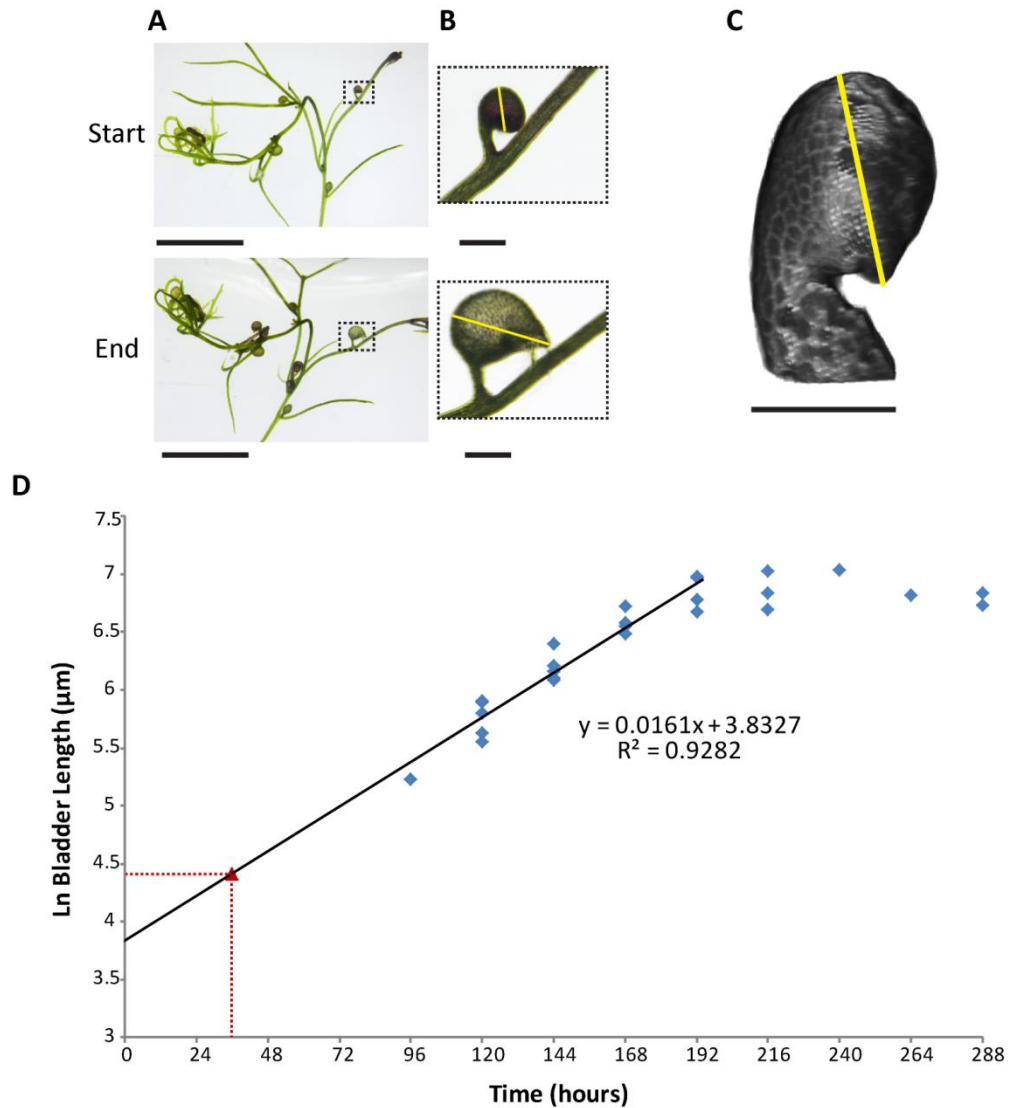 A
B
C
Start
End
D
Ln Bladder Length (µm)
7.5
7
6.5
6
5.5
5
4.5
4
3.5
3
y = 0.0161x + 3.8327
R² = 0.9282
0 24 48 72 96 120 144 168 192 216 240 264 288
Time (hours)